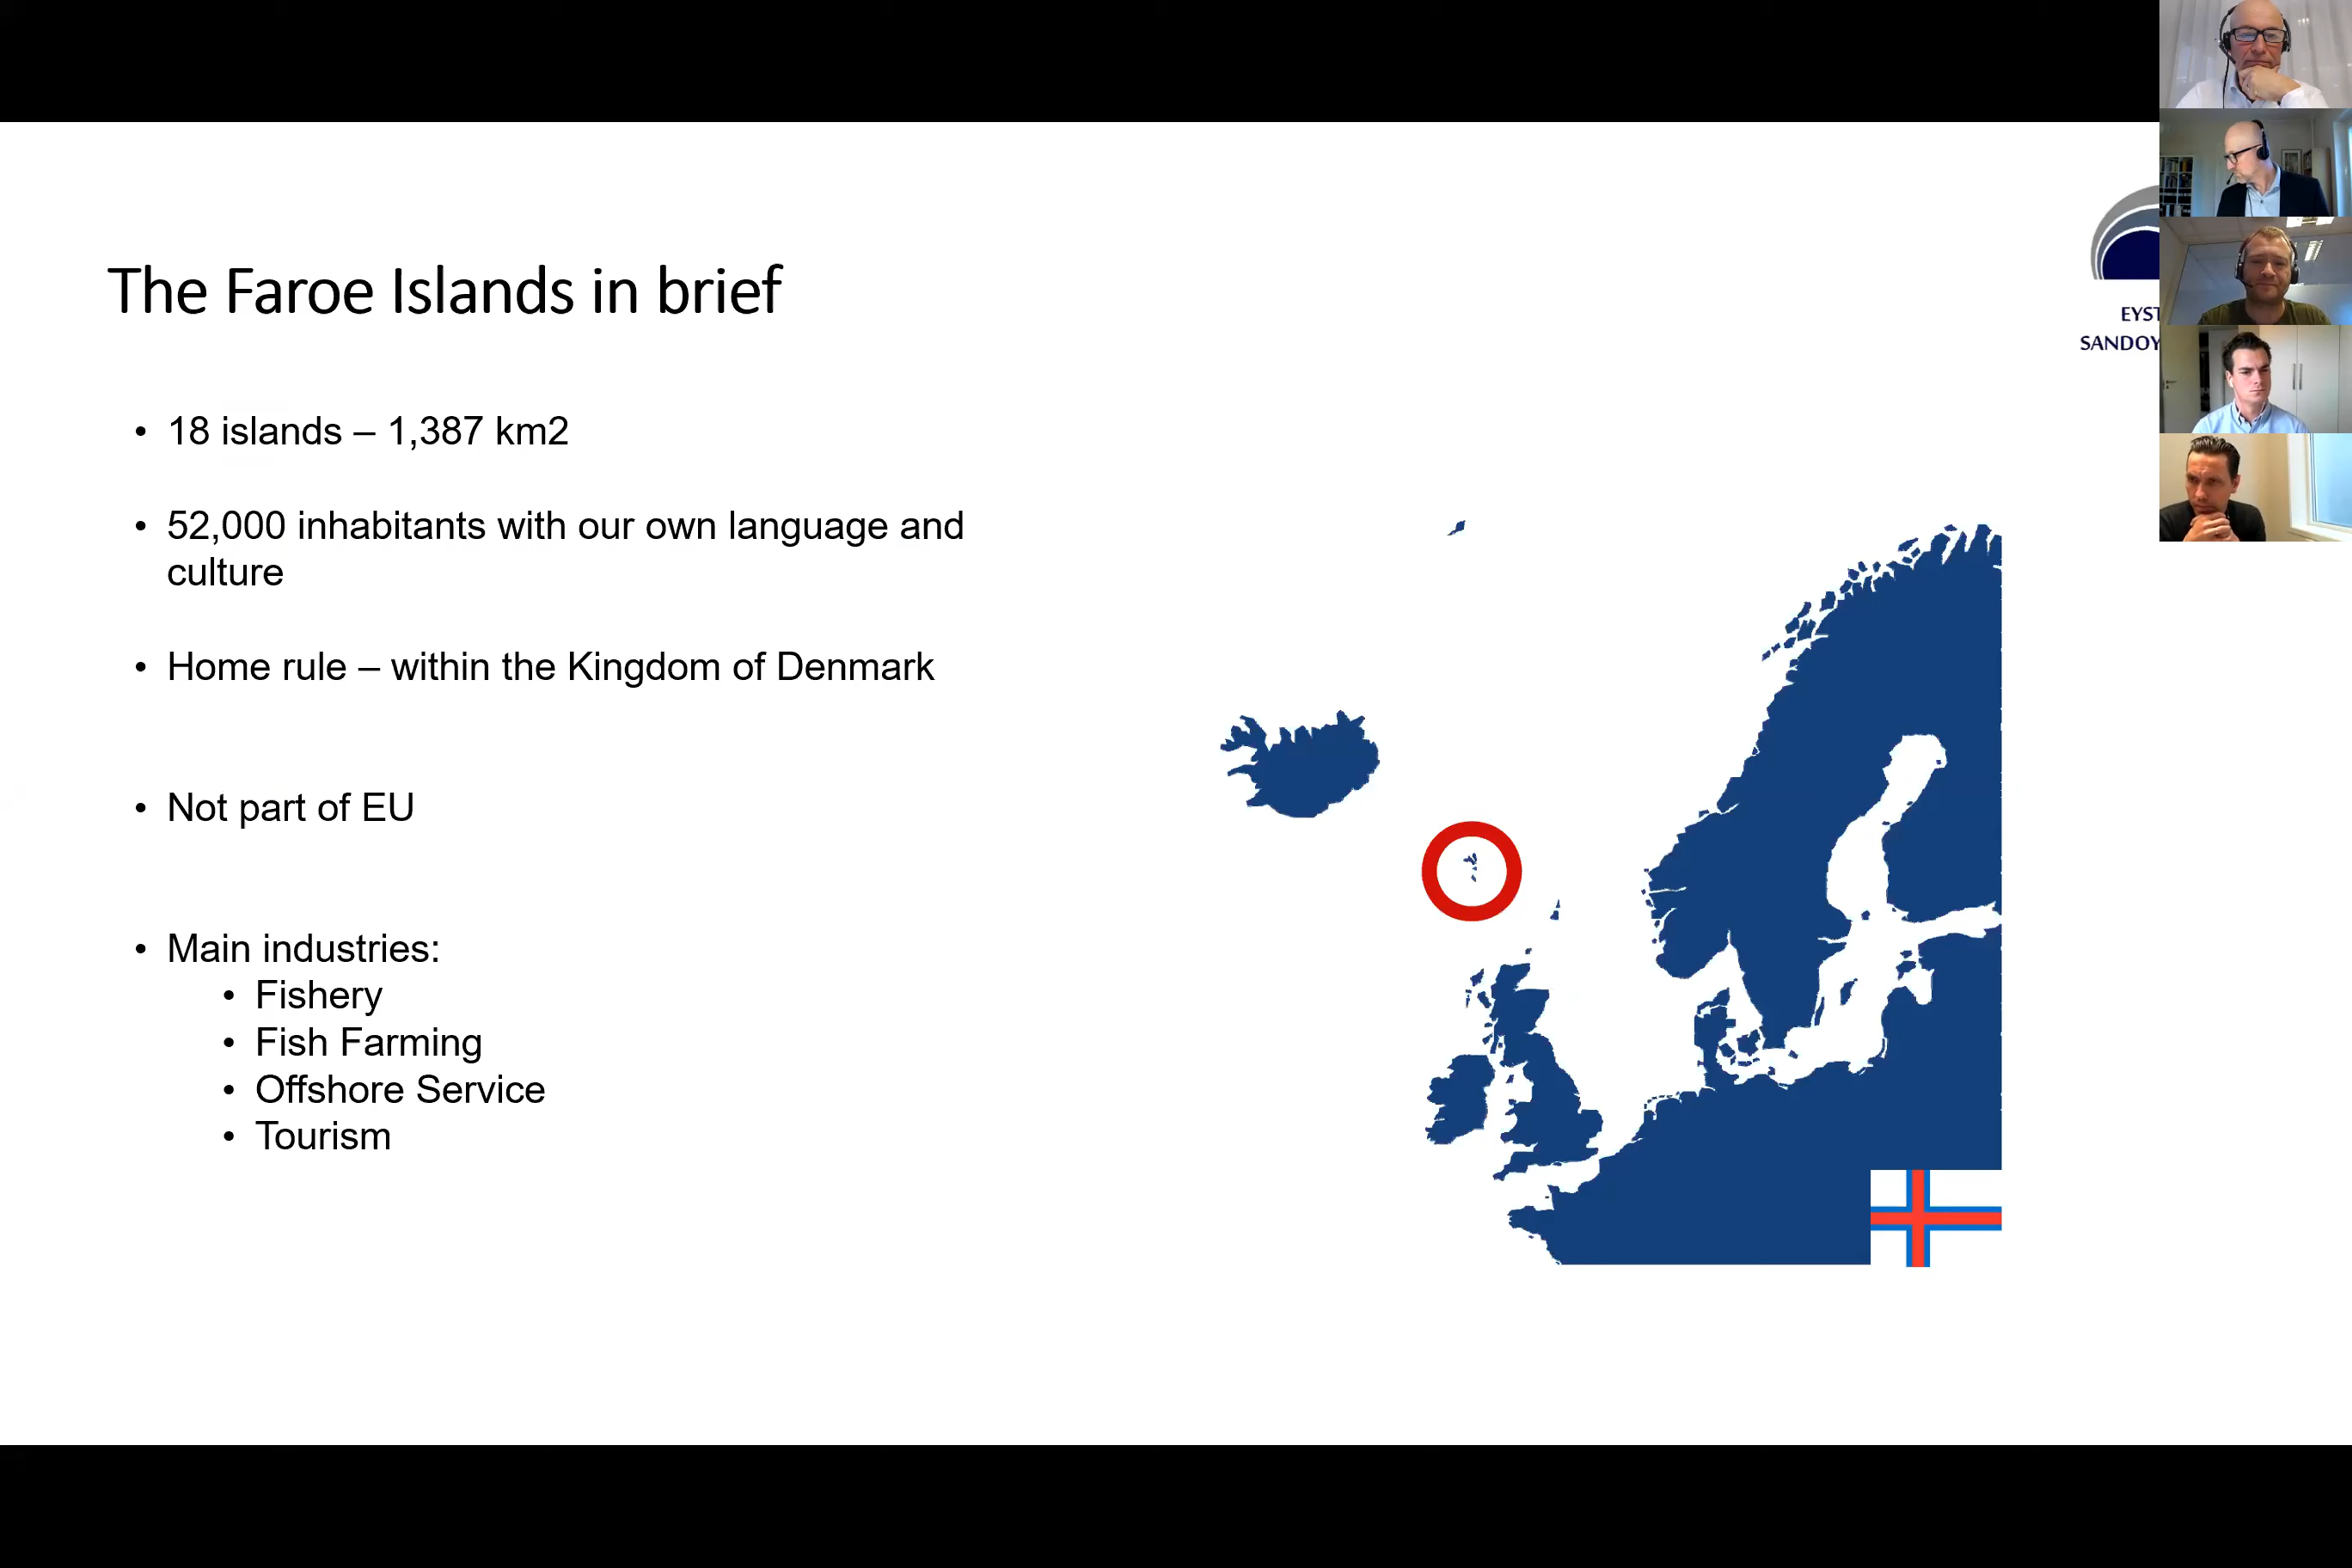 The Faroe Islands in brief
• 18 islands – 1,387 km2
• 52,000 inhabitants with our own language and
culture
• Home rule – within the Kingdom of Denmark
• Not part of EU
• Main industries:
• Fishery
• Fish Farming
• Offshore Service
• Tourism